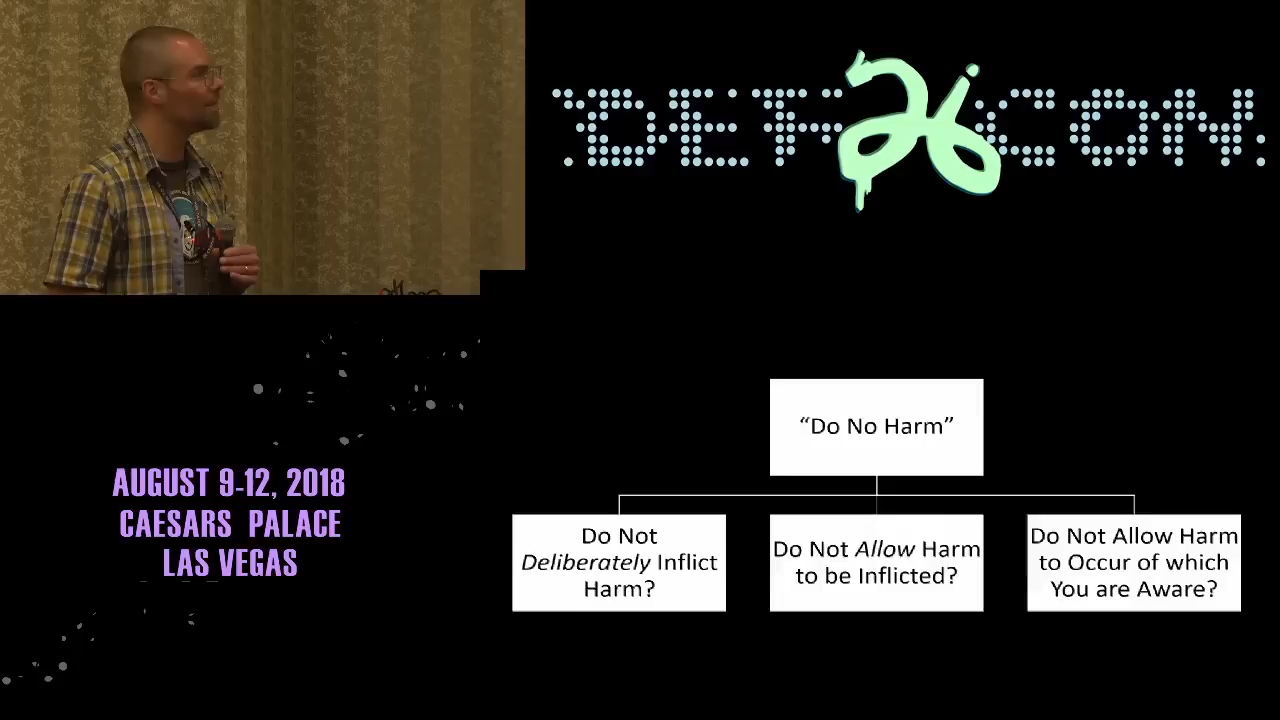 DEF 26 CON
AUGUST 9-12, 2018
CAESARS PALACE
LAS VEGAS
“Do No Harm”
Do Not
Deliberately Inflict
Harm?
Do Not Allow Harm
to be Inflicted?
Do Not Allow Harm
to Occur of which
You are Aware?